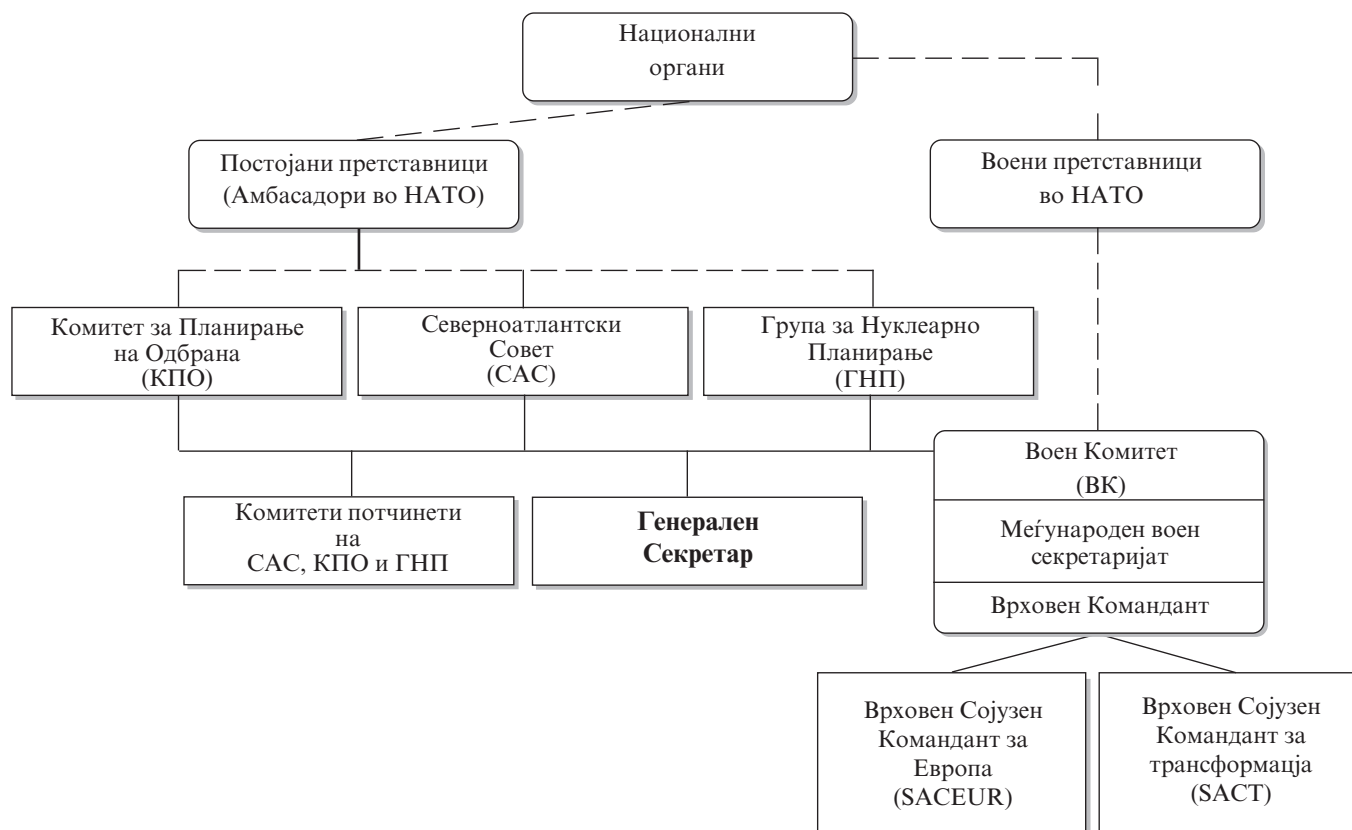 Национални
органи
Постојани претставници
(Амбасадори во НАТО)
Воени претставници
во НАТО
Комитет за Планирање
на Одбрана
(КПО)
Северноатлантски
Совет
(САС)
Група за Нуклеарно
Планирање
(ГНП)
Комитети потчинети
на
САС, КПО и ГНП
Генерален
Секретар
Воен Комитет
(ВК)
Меѓународен воен
секретаријат
Врховен Командант
Врховен Сојузен
Командант за
Европа
(SACEUR)
Врховен Сојузен
Командант за
трансформација
(SACT)